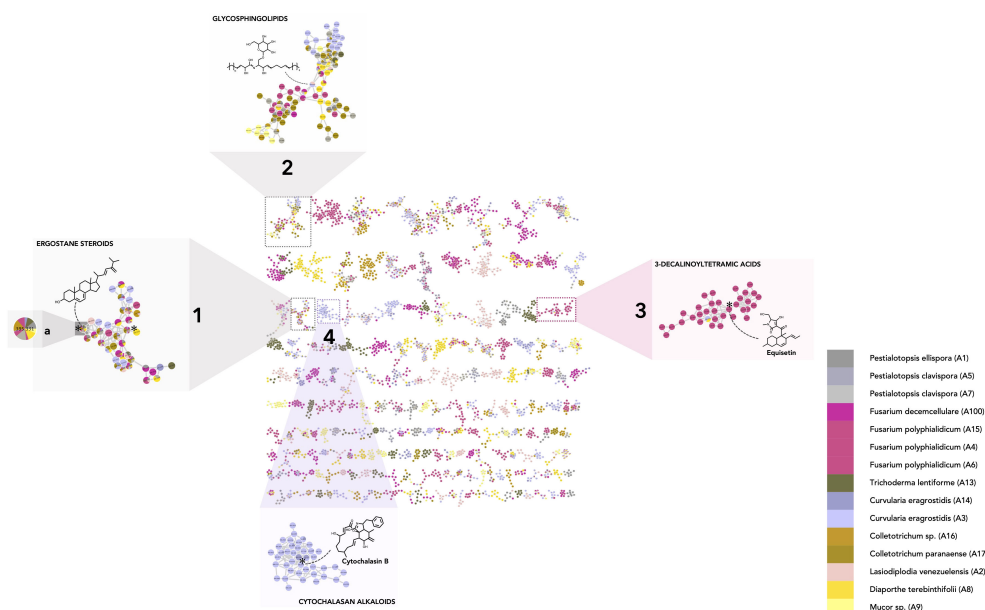 GLYCOSPHINGOLIPIDS
2
ERGOSTANE STEROIDS
a
1
3-DECALINOYLTETRAMIC ACIDS
3
Equisetin
4
Cytochalasin B
CYTOCHALASAN ALKALOIDS
Pestialotopsis ellispora (A1)
Pestialotopsis clavispora (A5)
Pestialotopsis clavispora (A7)
Fusarium decemcellulare (A100)
Fusarium polyphialidicum (A15)
Fusarium polyphialidicum (A4)
Fusarium polyphialidicum (A6)
Trichoderma lentiforme (A13)
Curvularia eragrostidis (A14)
Curvularia eragrostidis (A3)
Colletotrichum sp. (A16)
Colletotrichum paranaense (A17
Lasiodiplodia venezuelensis (A2)
Diaporthe terebinthifolii (A8)
Mucor sp. (A9)